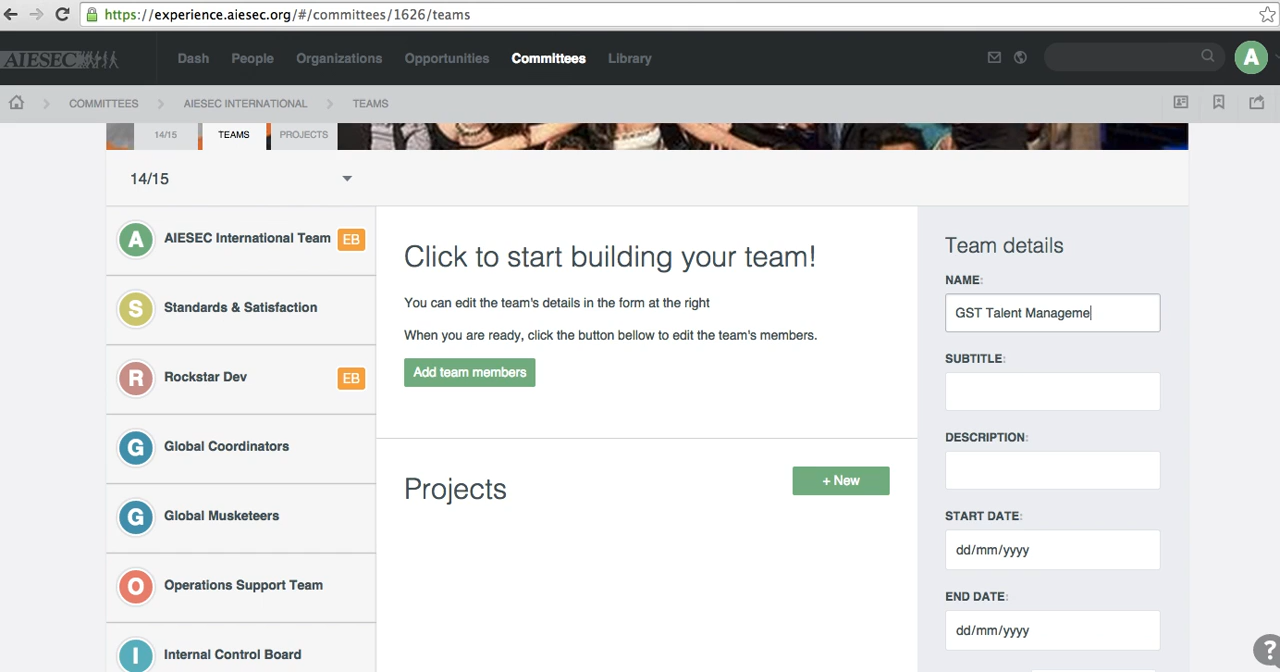 https://experience.aiesec.org/#/committees/1626/teams
AIESEC Dash People Organizations Opportunities Committees Library A
COMMITTEES AIESEC INTERNATIONAL TEAMS
14/15 TEAMS PROJECTS
14/15
A AIESEC International Team EB
S Standards & Satisfaction
R Rockstar Dev EB
G Global Coordinators
G Global Musketeers
O Operations Support Team
I Internal Control Board
Click to start building your team!
You can edit the team's details in the form at the right
When you are ready, click the button bellow to edit the team's members.
Add team members
Projects + New
Team details
NAME:
GST Talent Manageme
SUBTITLE:
DESCRIPTION:
START DATE:
dd/mm/yyyy
END DATE:
dd/mm/yyyy
?